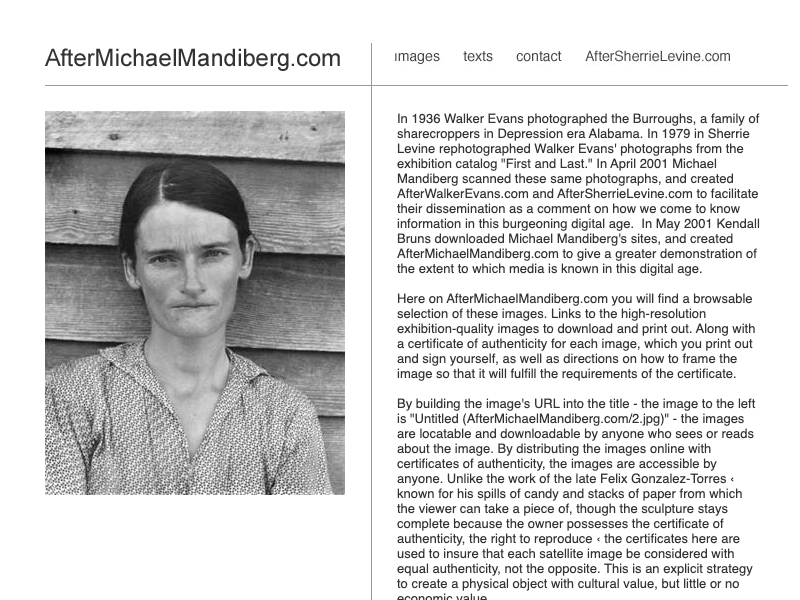 AfterMichaelMandiberg.com
images texts contact AfterSherrieLevine.com
In 1936 Walker Evans photographed the Burroughs, a family of
sharecroppers in Depression era Alabama. In 1979 in Sherrie
Levine rephotographed Walker Evans' photographs from the
exhibition catalog "First and Last." In April 2001 Michael
Mandiberg scanned these same photographs, and created
AfterWalkerEvans.com and AfterSherrieLevine.com to facilitate
their dissemination as a comment on how we come to know
information in this burgeoning digital age.  In May 2001 Kendall
Bruns downloaded Michael Mandiberg's sites, and created
AfterMichaelMandiberg.com to give a greater demonstration of
the extent to which media is known in this digital age.
Here on AfterMichaelMandiberg.com you will find a browsable
selection of these images. Links to the high-resolution
exhibition-quality images to download and print out. Along with
a certificate of authenticity for each image, which you print out
and sign yourself, as well as directions on how to frame the
image so that it will fulfill the requirements of the certificate.
By building the image's URL into the title - the image to the left
is "Untitled (AfterMichaelMandiberg.com/2.jpg)" - the images
are locatable and downloadable by anyone who sees or reads
about the image. By distributing the images online with
certificates of authenticity, the images are accessible by
anyone. Unlike the work of the late Felix Gonzalez-Torres ‹
known for his spills of candy and stacks of paper from which
the viewer can take a piece of, though the sculpture stays
complete because the owner possesses the certificate of
authenticity, the right to reproduce ‹ the certificates here are
used to insure that each satellite image be considered with
equal authenticity, not the opposite. This is an explicit strategy
to create a physical object with cultural value, but little or no
economic value.